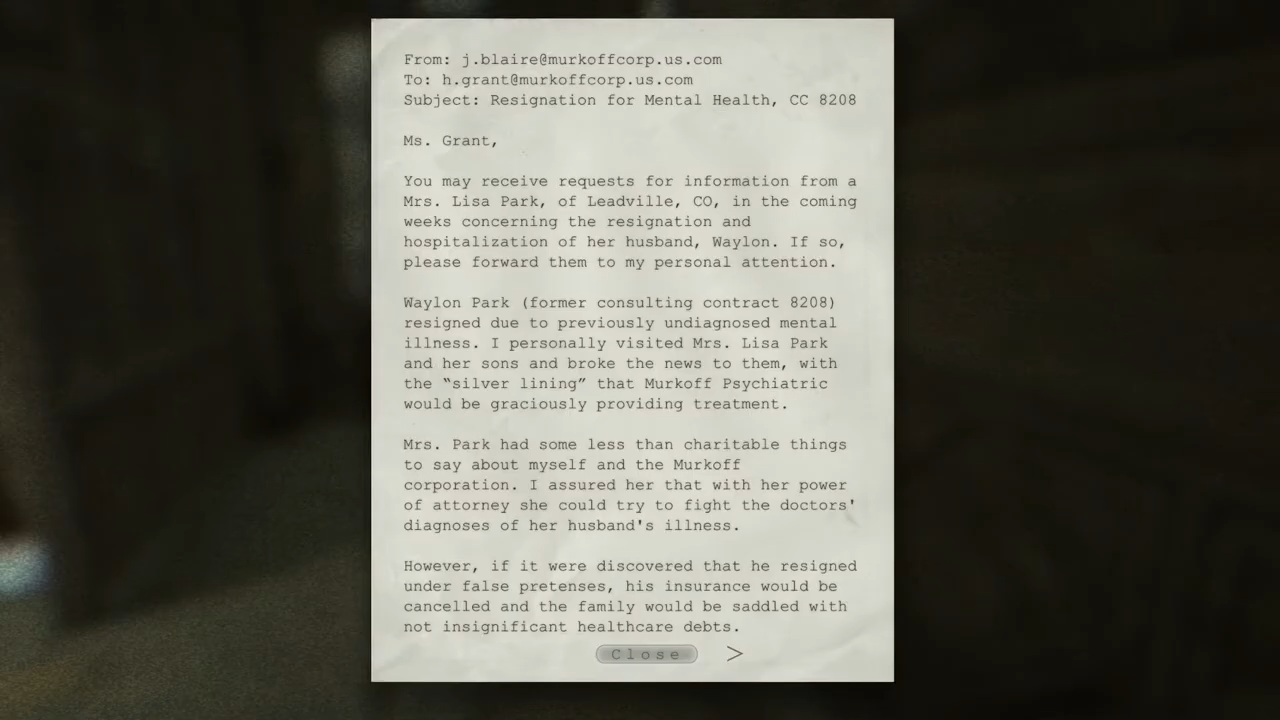 From: j.blaire@murkoffcorp.us.com
To: h.grant@murkoffcorp.us.com
Subject: Resignation for Mental Health, CC 8208
Ms. Grant,
You may receive requests for information from a
Mrs. Lisa Park, of Leadville, CO, in the coming
weeks concerning the resignation and
hospitalization of her husband, Waylon. If so,
please forward them to my personal attention.
Waylon Park (former consulting contract 8208)
resigned due to previously undiagnosed mental
illness. I personally visited Mrs. Lisa Park
and her sons and broke the news to them, with
the “silver lining” that Murkoff Psychiatric
would be graciously providing treatment.
Mrs. Park had some less than charitable things
to say about myself and the Murkoff
corporation. I assured her that with her power
of attorney she could try to fight the doctors'
diagnoses of her husband's illness.
However, if it were discovered that he resigned
under false pretenses, his insurance would be
cancelled and the family would be saddled with
not insignificant healthcare debts.
Close >